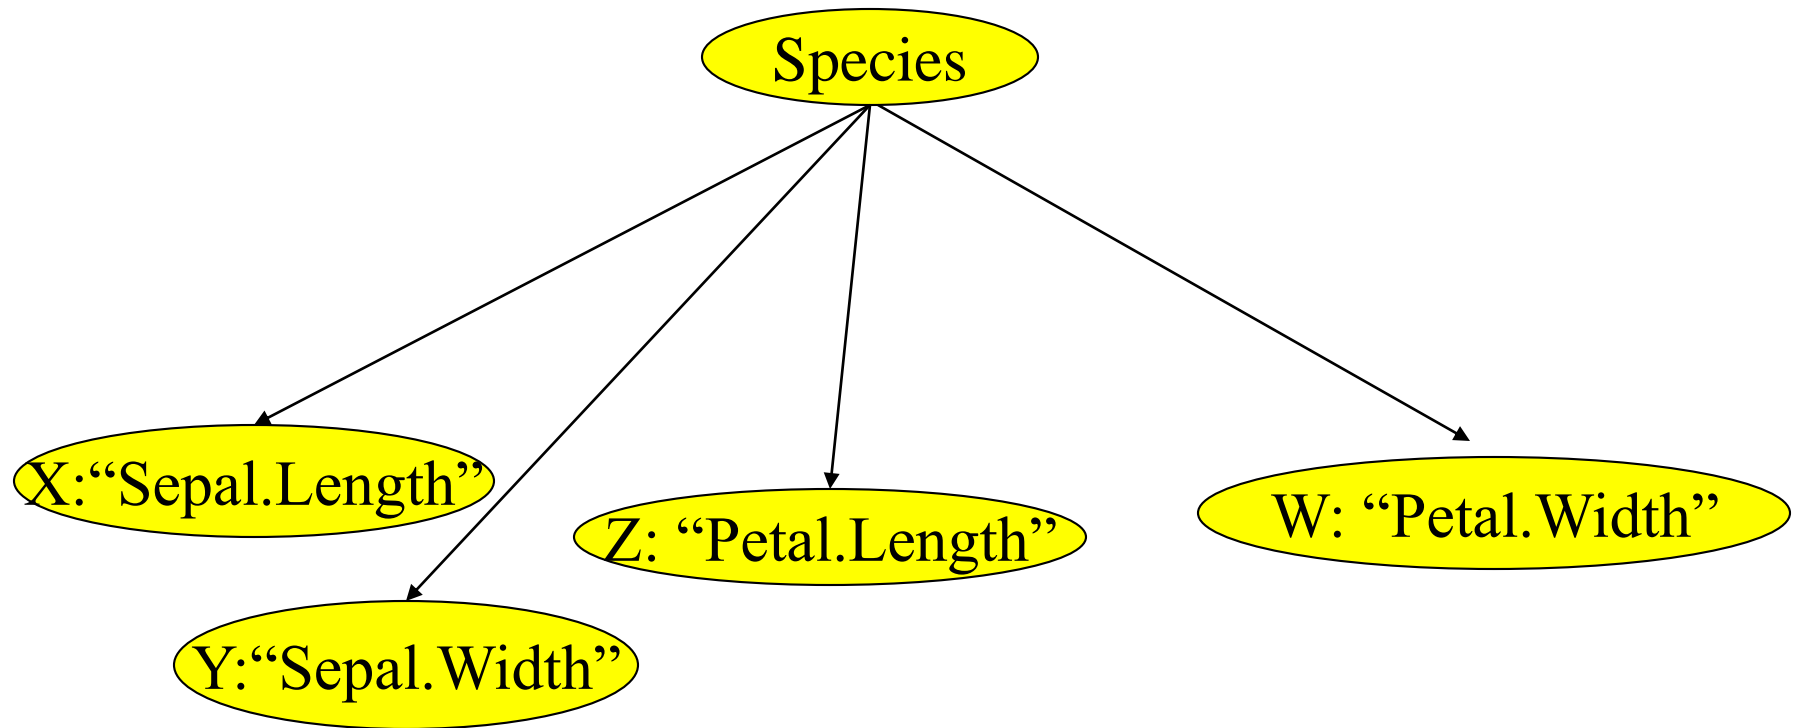 Species
X:“Sepal.Length”
Y:“Sepal.Width”
Z: “Petal.Length”
W: “Petal.Width”